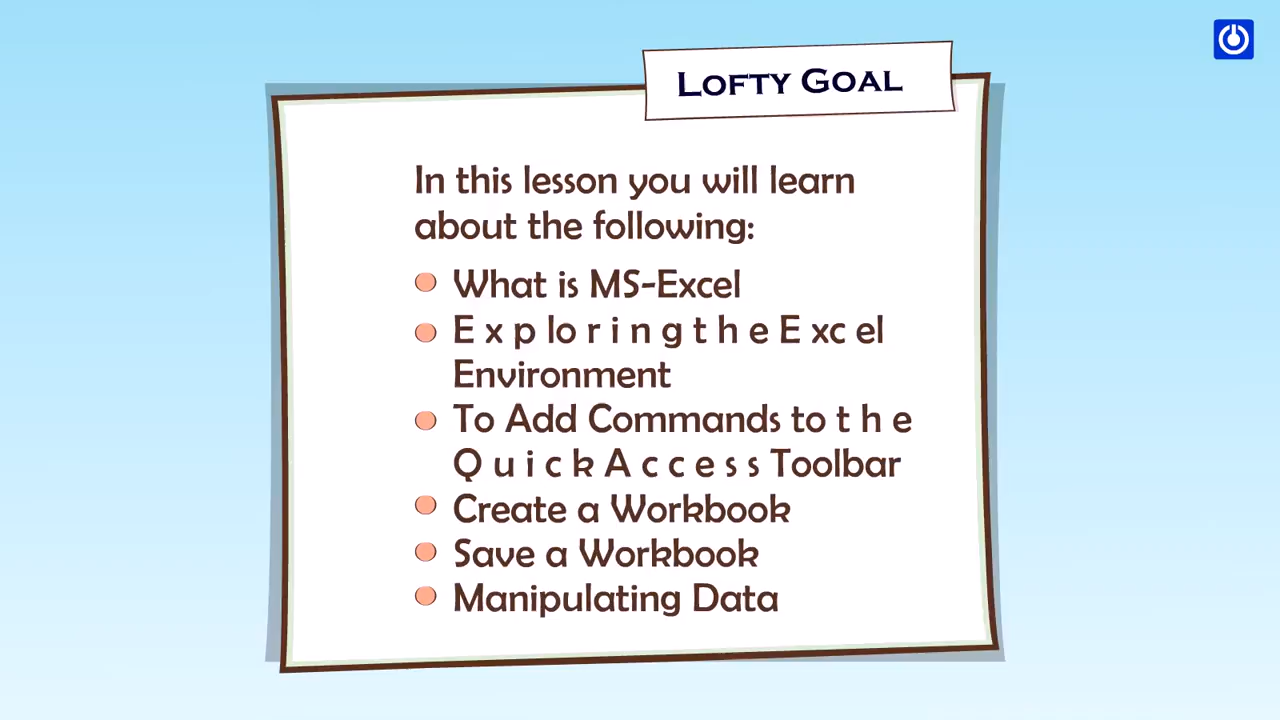 LOFTY GOAL
In this lesson you will learn
about the following:
What is MS-Excel
E x p lo r i n g t h e E xc el
Environment
To Add Commands to t h e
Q u i c k A c c e s s Toolbar
Create a Workbook
Save a Workbook
Manipulating Data